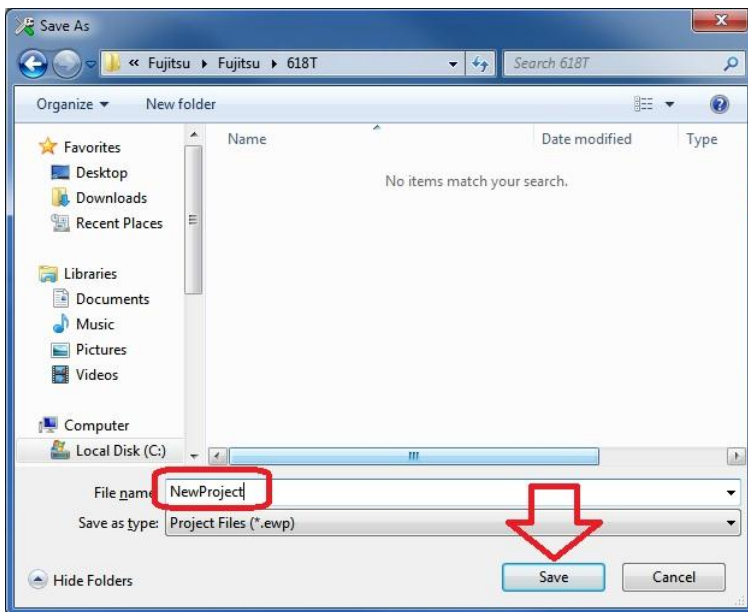 Save As
« Fujitsu Fujitsu 618T
Search 618T
Organize New folder
Name Date modified Type
No items match your search.
Favorites
Desktop
Downloads
Recent Places
Libraries
Documents
Music
Pictures
Videos
Computer
Local Disk (C:)
File name NewProject
Save as type: Project Files (*.ewp)
Hide Folders Save Cancel